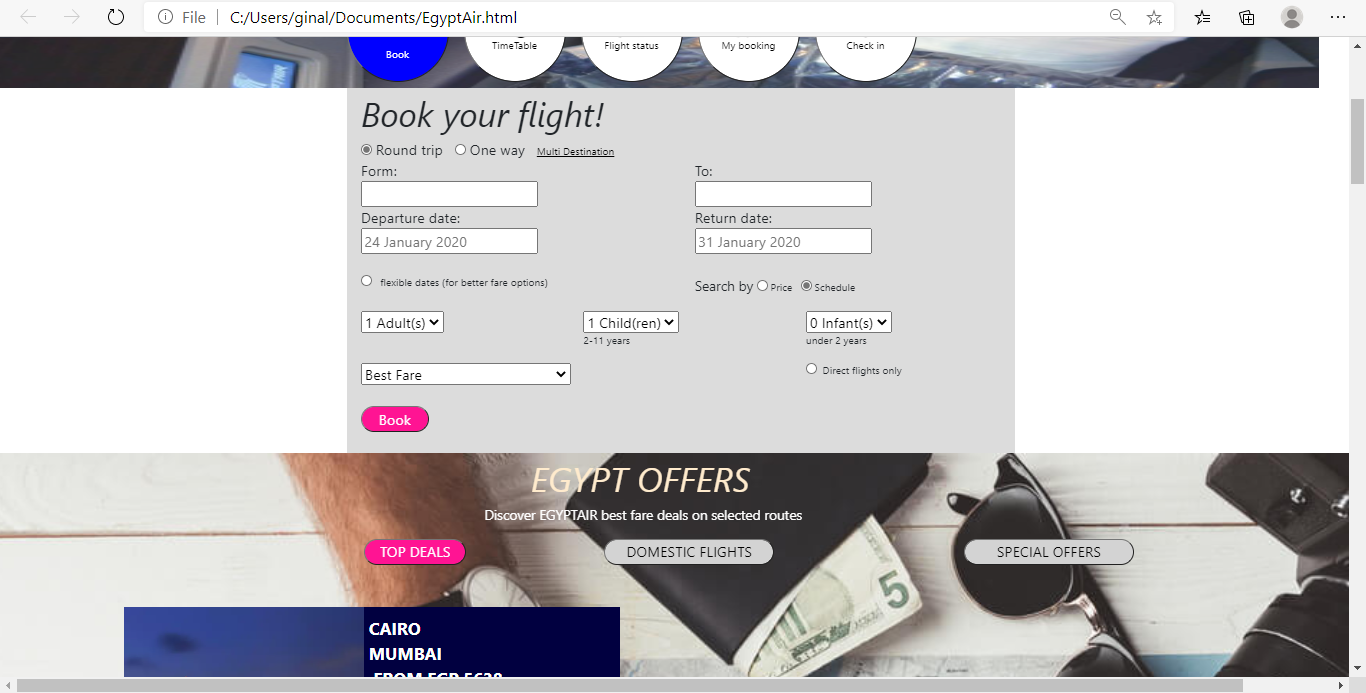 File | C:/Users/ginal/Documents/EgyptAir.html
Book TimeTable Flight status My booking Check in
Book your flight!
Round trip One way Multi Destination
Form: To:
Departure date: Return date:
24 January 2020 31 January 2020
flexible dates (for better fare options) Search by Price Schedule
1 Adult(s) 1 Child(ren) 0 Infant(s)
2-11 years under 2 years
Best Fare Direct flights only
Book
EGYPT OFFERS
Discover EGYPTAIR best fare deals on selected routes
TOP DEALS DOMESTIC FLIGHTS SPECIAL OFFERS
5
CAIRO
MUMBAI
FROM EGP 5628